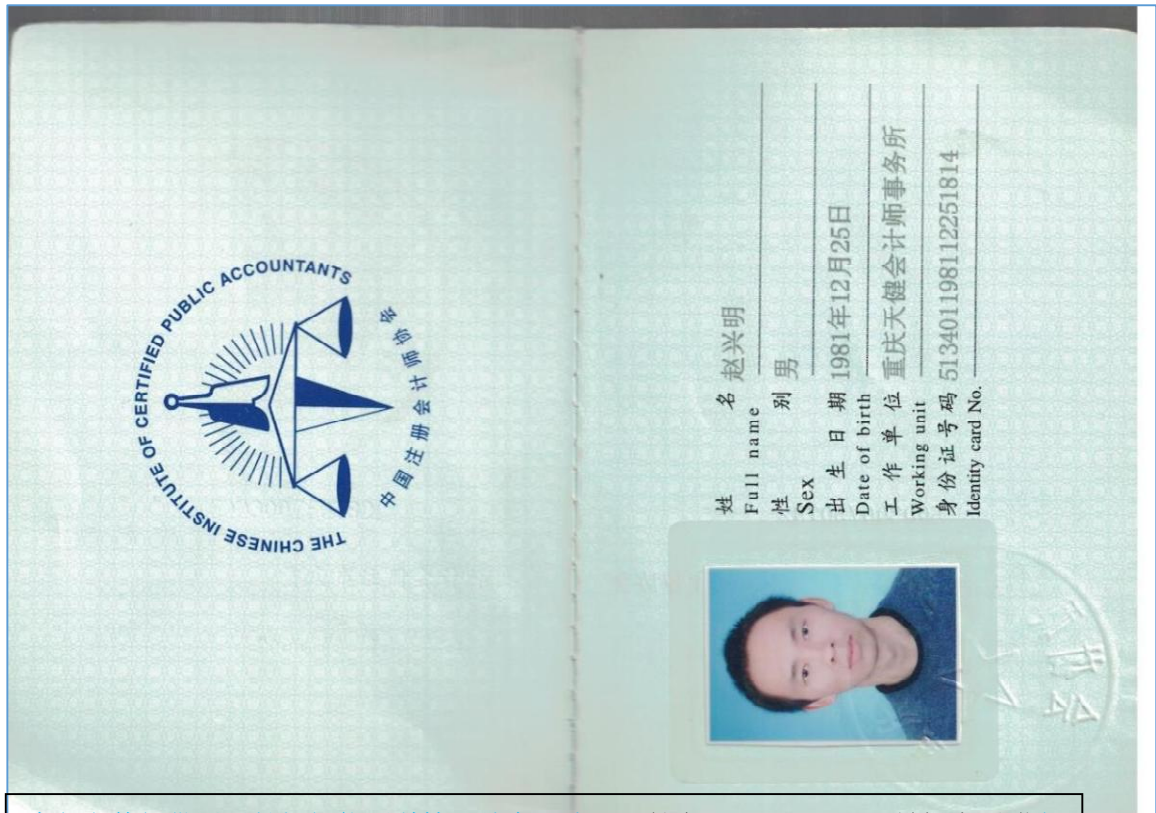 THE CHINESE INSTITUTE OF CERTIFIED PUBLIC ACCOUNTANTS
中国注册会计师协会
姓 名 赵兴明
Full name
性 别 男
Sex
出 生 日 期 1981年12月25日
Date of birth
工 作 单 位 重庆天健会计师事务所
Working unit
身 份 证 号 码 513401198112251814
Identity card No.